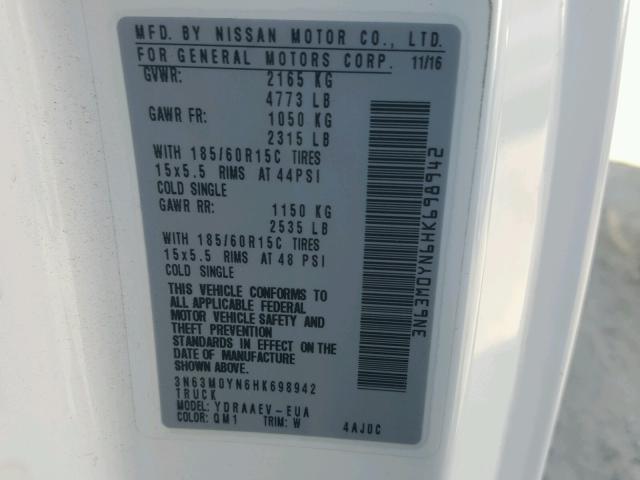 MFD. BY NISSAN MOTOR CO., LTD.
FOR GENERAL MOTORS CORP. 11/16
GVWR: 2165 KG
4773 LB
GAWR FR: 1050 KG
2315 LB
WITH 185/60R15C TIRES
15x5.5 RIMS AT 44PSI
COLD SINGLE
GAWR RR: 1150 KG
2535 LB
WITH 185/60R15C TIRES
15x5.5 RIMS AT 48 PSI
COLD SINGLE
THIS VEHICLE CONFORMS TO
ALL APPLICABLE FEDERAL
MOTOR VEHICLE SAFETY AND
THEFT PREVENTION
STANDARDS IN EFFECT ON
THE DATE OF MANUFACTURE
SHOWN ABOVE.
3N63M0YN6HK698942
TRUCK
MODEL: YDRAAEV-EUA
COLOR: QM1 TRIM: W 4AJ0C
3N63M0YN6HK698942